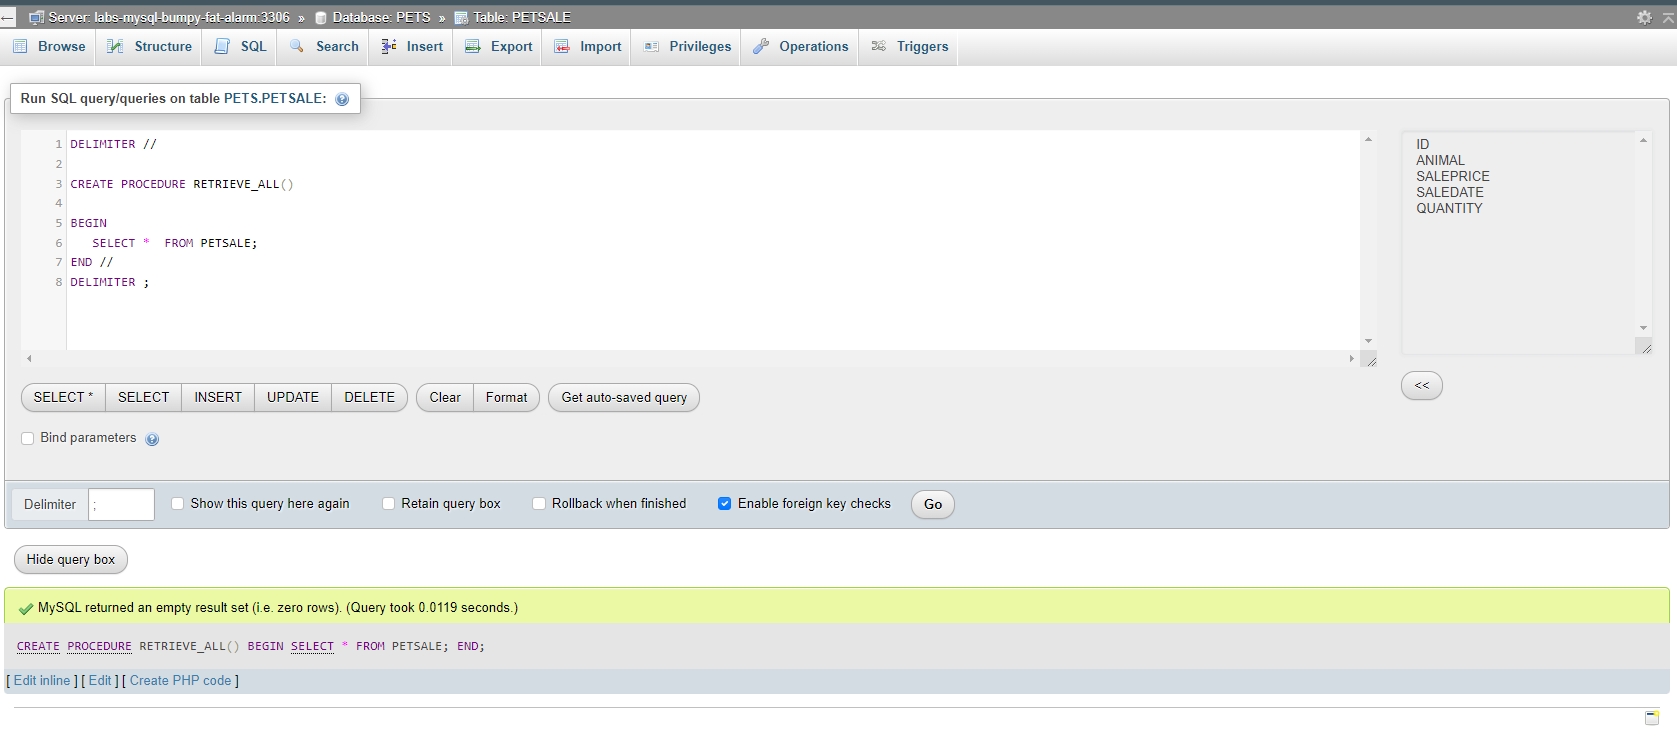 Server: labs-mysql-bumpy-fat-alarm:3306 » Database: PETS » Table: PETSALE
Browse Structure SQL Search Insert Export Import Privileges Operations Triggers
Run SQL query/queries on table PETS.PETSALE:
1 DELIMITER //
2
3 CREATE PROCEDURE RETRIEVE_ALL()
4
5 BEGIN
6 SELECT *  FROM PETSALE;
7 END //
8 DELIMITER ;
ID
ANIMAL
SALEPRICE
SALEDATE
QUANTITY
SELECT * SELECT INSERT UPDATE DELETE Clear Format Get auto-saved query
<<
Bind parameters
Delimiter ; Show this query here again Retain query box Rollback when finished Enable foreign key checks Go
Hide query box
MySQL returned an empty result set (i.e. zero rows). (Query took 0.0119 seconds.)
CREATE PROCEDURE RETRIEVE_ALL() BEGIN SELECT * FROM PETSALE; END;
[ Edit inline ] [ Edit ] [ Create PHP code ]